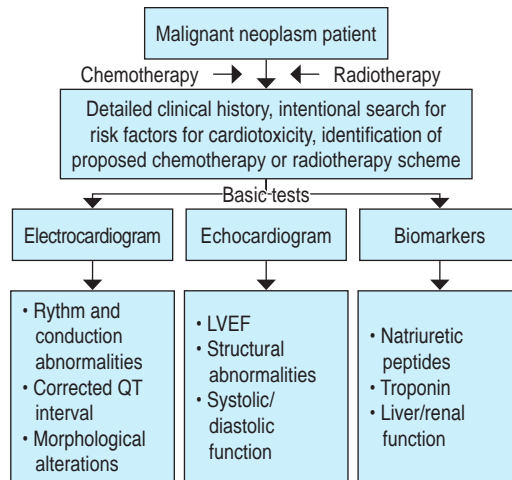 Malignant neoplasm patient
Chemotherapy
Radiotherapy
Detailed clinical history, intentional search for
risk factors for cardiotoxicity, identification of
proposed chemotherapy or radiotherapy scheme
Basic tests
Electrocardiogram
Echocardiogram
Biomarkers
• Rythm and
conduction
abnormalities
• Corrected QT
interval
• Morphological
alterations
• LVEF
• Structural
abnormalities
• Systolic/
diastolic
function
• Natriuretic
peptides
• Troponin
• Liver/renal
function